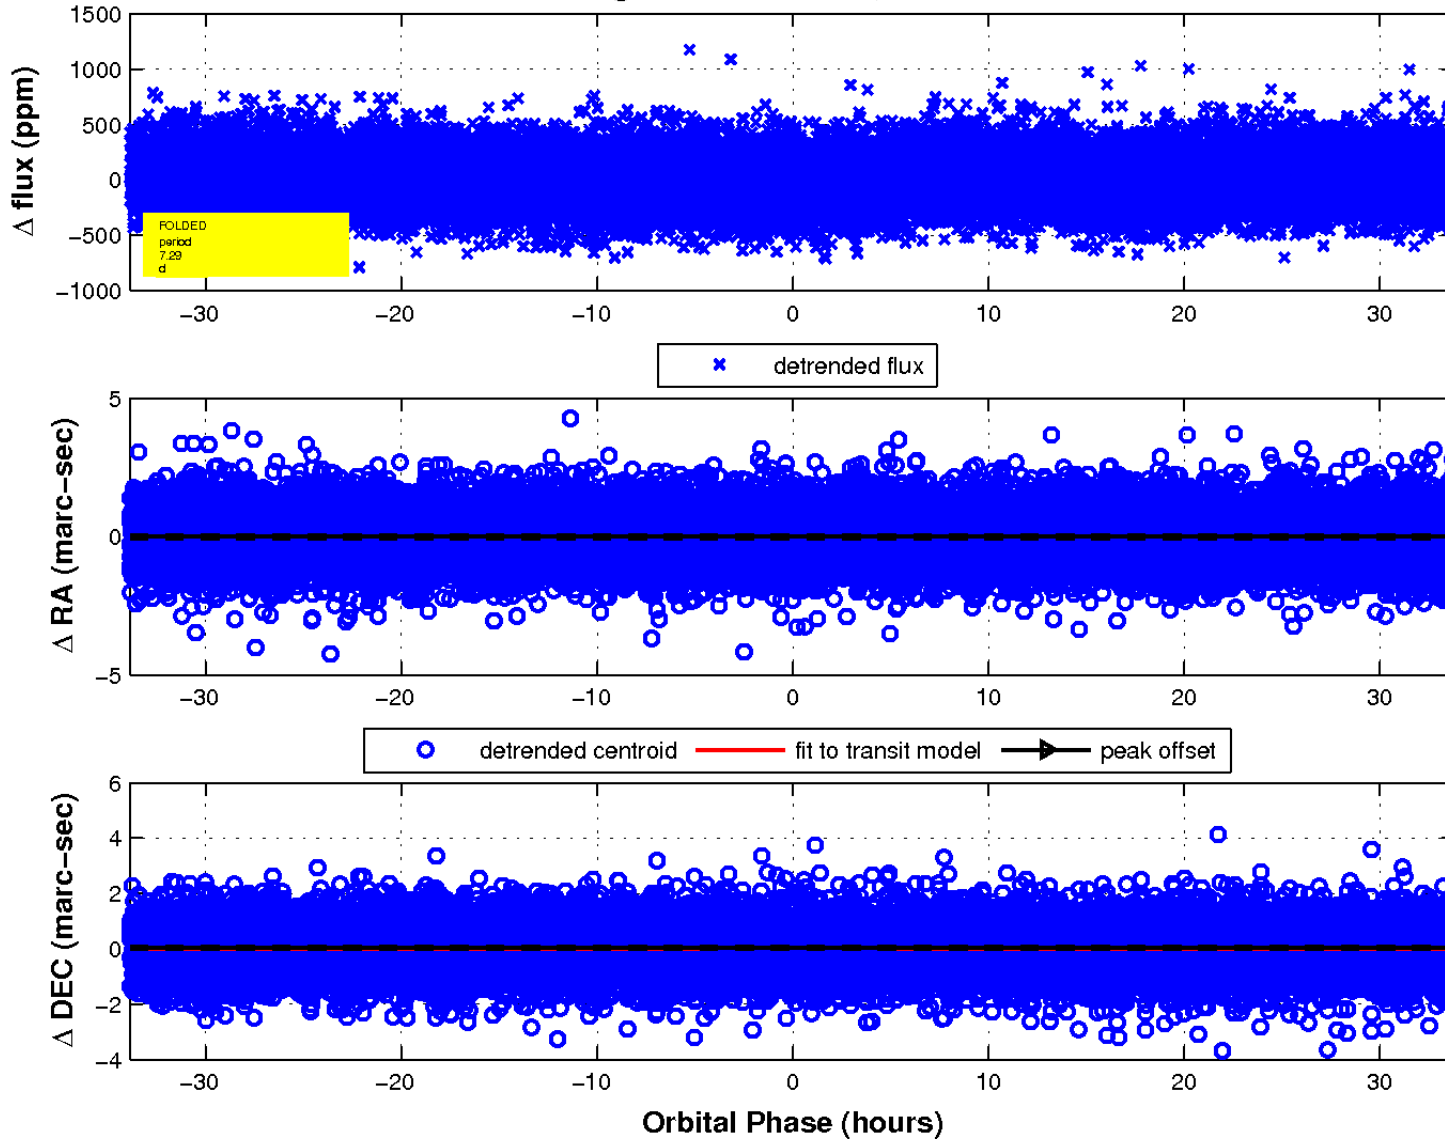 1500
1000
500
0
−500
−1000
Δ flux (ppm)
FOLDED
period
7.29
d
−30 −20 −10 0 10 20 30
detrended flux
5
0
−5
Δ RA (marc−sec)
−30 −20 −10 0 10 20 30
detrended centroid fit to transit model peak offset
6
4
2
0
−2
−4
Δ DEC (marc−sec)
−30 −20 −10 0 10 20 30
Orbital Phase (hours)